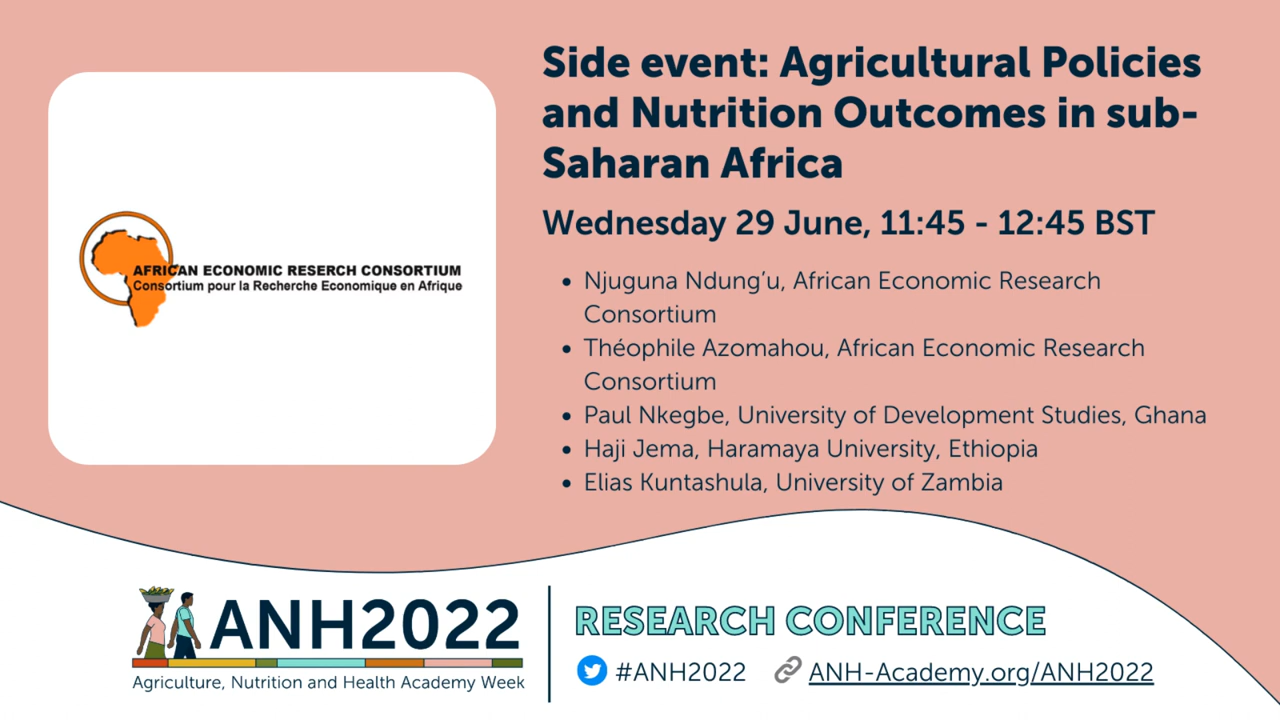 Side event: Agricultural Policies
and Nutrition Outcomes in sub-
Saharan Africa
Wednesday 29 June, 11:45 - 12:45 BST
• Njuguna Ndung’u, African Economic Research
Consortium
• Théophile Azomahou, African Economic Research
Consortium
• Paul Nkegbe, University of Development Studies, Ghana
• Haji Jema, Haramaya University, Ethiopia
• Elias Kuntashula, University of Zambia
AFRICAN ECONOMIC RESERCH CONSORTIUM
Consortium pour la Recherche Economique en Afrique
ANH2022
Agriculture, Nutrition and Health Academy Week
RESEARCH CONFERENCE
#ANH2022
ANH-Academy.org/ANH2022